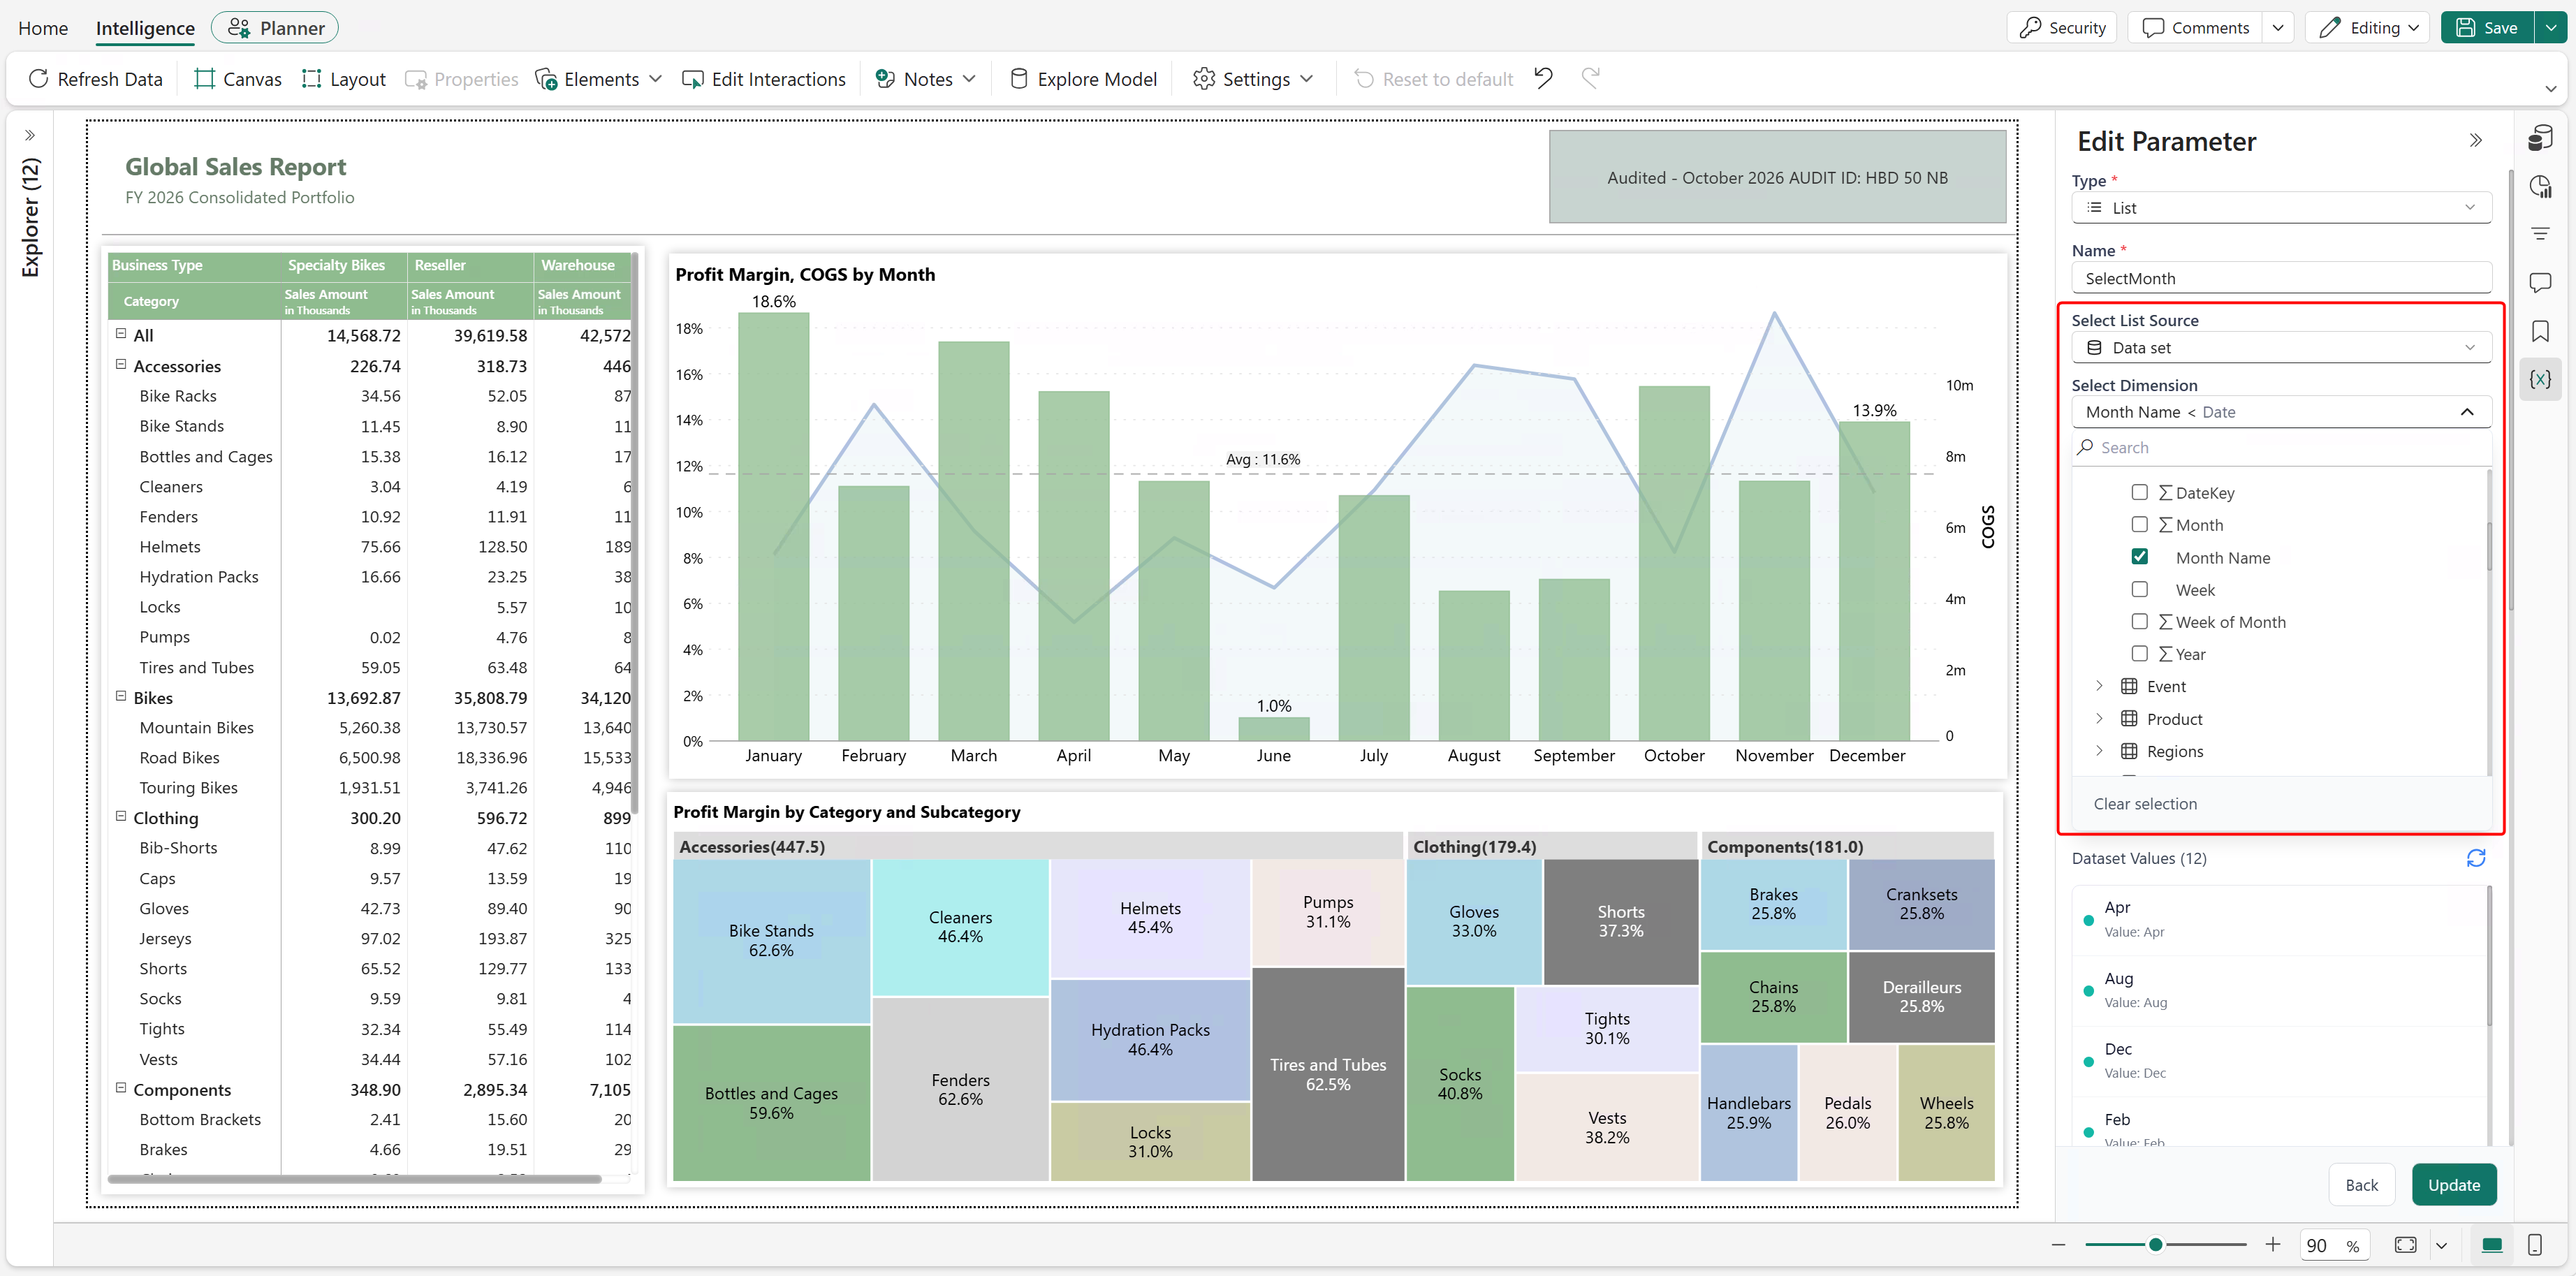 Home Intelligence Planner Security Comments Editing Save
Refresh Data Canvas Layout Properties Elements Edit Interactions Notes Explore Model Settings Reset to default
Explorer (12)
Global Sales Report
FY 2026 Consolidated Portfolio
Audited - October 2026 AUDIT ID: HBD 50 NB
Business Type Specialty Bikes Reseller Warehouse
Category Sales Amount in Thousands Sales Amount in Thousands Sales Amount in Thousands
All 14,568.72 39,619.58 42,572
Accessories 226.74 318.73 446
Bike Racks 34.56 52.05 87
Bike Stands 11.45 8.90 11
Bottles and Cages 15.38 16.12 17
Cleaners 3.04 4.19 6
Fenders 10.92 11.91 11
Helmets 75.66 128.50 189
Hydration Packs 16.66 23.25 38
Locks 5.57 10
Pumps 0.02 4.76 8
Tires and Tubes 59.05 63.48 64
Bikes 13,692.87 35,808.79 34,120
Mountain Bikes 5,260.38 13,730.57 13,640
Road Bikes 6,500.98 18,336.96 15,533
Touring Bikes 1,931.51 3,741.26 4,946
Clothing 300.20 596.72 899
Bib-Shorts 8.99 47.62 110
Caps 9.57 13.59 19
Gloves 42.73 89.40 90
Jerseys 97.02 193.87 325
Shorts 65.52 129.77 133
Socks 9.59 9.81 4
Tights 32.34 55.49 114
Vests 34.44 57.16 102
Components 348.90 2,895.34 7,105
Bottom Brackets 2.41 15.60 20
Brakes 4.66 19.51 29
Profit Margin, COGS by Month
18.6%
18%
16%
14%
12%
10%
8%
6%
4%
2%
0%
Avg : 11.6%
1.0%
13.9%
10m
8m
6m
4m
2m
0
COGS
January February March April May June July August September October November December
Profit Margin by Category and Subcategory
Accessories(447.5) Clothing(179.4) Components(181.0)
Bike Stands
62.6%
Bottles and Cages
59.6%
Cleaners
46.4%
Fenders
62.6%
Helmets
45.4%
Hydration Packs
46.4%
Locks
31.0%
Pumps
31.1%
Tires and Tubes
62.5%
Gloves
33.0%
Shorts
37.3%
Socks
40.8%
Tights
30.1%
Vests
38.2%
Brakes
25.8%
Cranksets
25.8%
Chains
25.8%
Derailleurs
25.8%
Handlebars
25.9%
Pedals
26.0%
Wheels
25.8%
Edit Parameter
Type *
List
Name *
SelectMonth
Select List Source
Data set
Select Dimension
Month Name < Date
Search
∑ DateKey
∑ Month
Month Name
Week
∑ Week of Month
∑ Year
Event
Product
Regions
Clear selection
Dataset Values (12)
Apr
Value: Apr
Aug
Value: Aug
Dec
Value: Dec
Feb
Value: Feb
Back Update
90 %